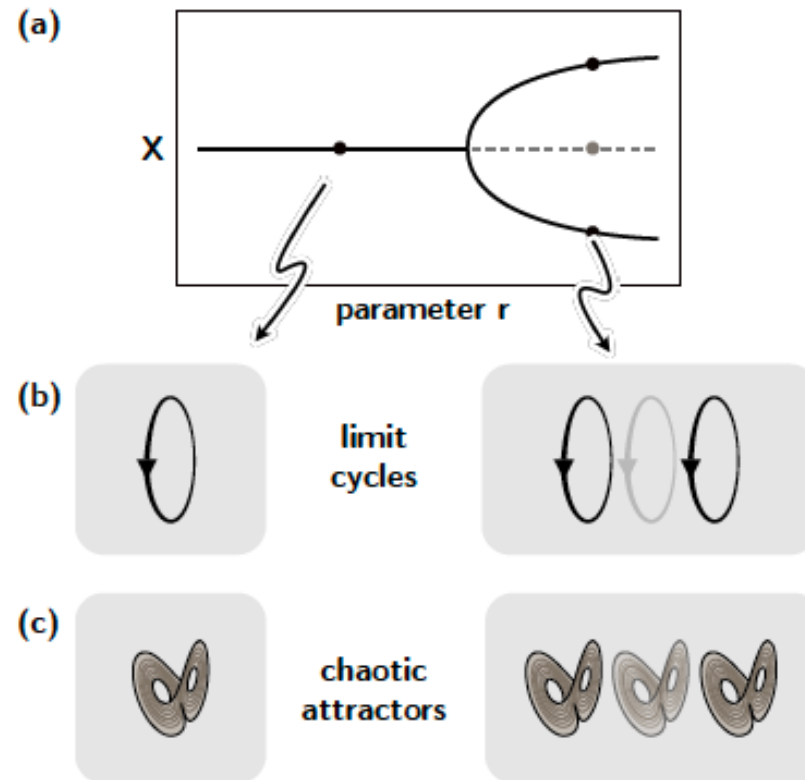 (a)
X
parameter r
(b)
limit
cycles
(c)
chaotic
attractors